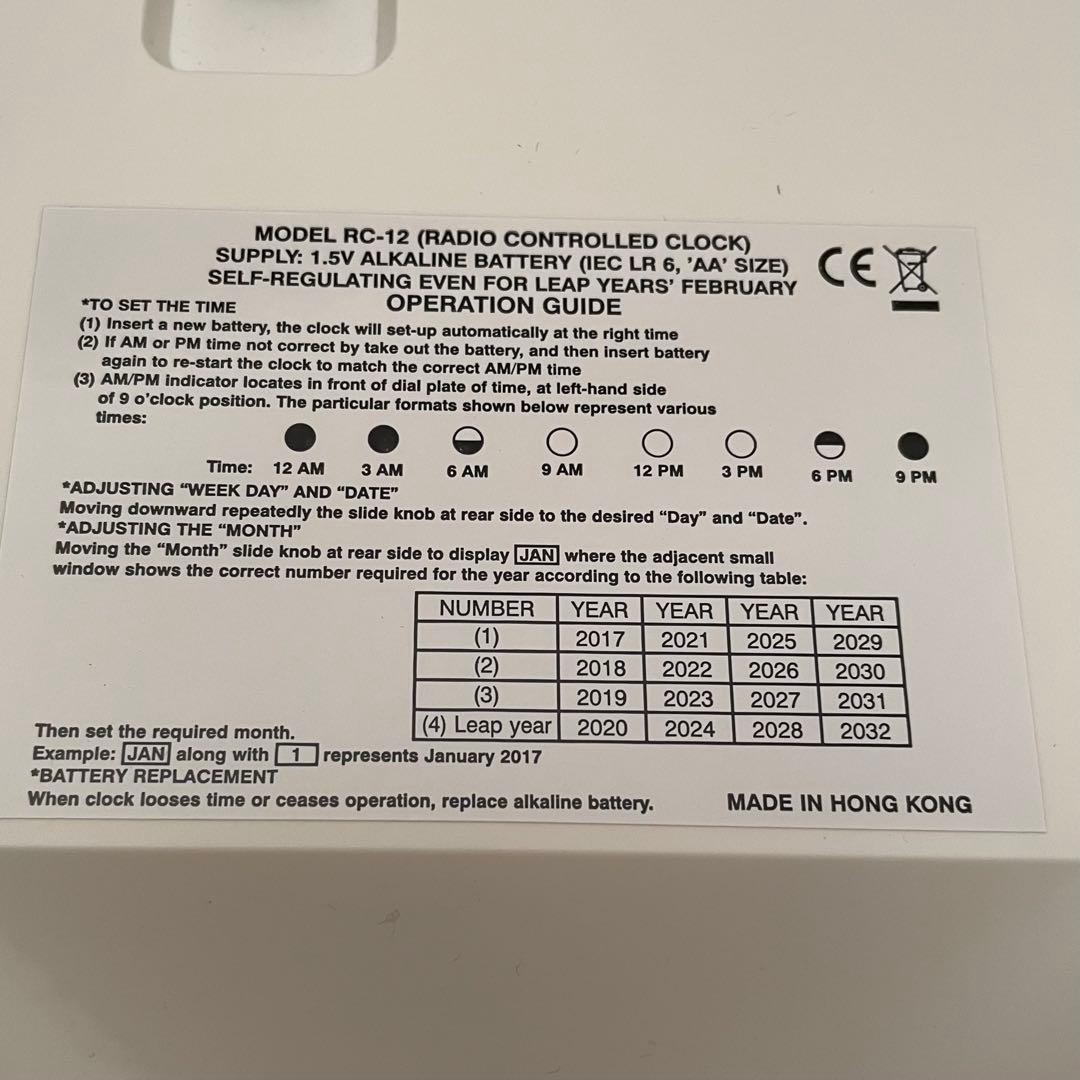 MODEL RC-12 (RADIO CONTROLLED CLOCK)
SUPPLY: 1.5V ALKALINE BATTERY (IEC LR 6, 'AA' SIZE)
SELF-REGULATING EVEN FOR LEAP YEARS' FEBRUARY
CE
OPERATION GUIDE
*TO SET THE TIME
(1) Insert a new battery, the clock will set-up automatically at the right time
(2) If AM or PM time not correct by take out the battery, and then insert battery
again to re-start the clock to match the correct AM/PM time
(3) AM/PM indicator locates in front of dial plate of time, at left-hand side
of 9 o'clock position. The particular formats shown below represent various
times:
Time: 12 AM 3 AM 6 AM 9 AM 12 PM 3 PM 6 PM 9 PM
*ADJUSTING "WEEK DAY" AND "DATE"
Moving downward repeatedly the slide knob at rear side to the desired "Day" and "Date".
*ADJUSTING THE "MONTH"
Moving the "Month" slide knob at rear side to display JAN where the adjacent small
window shows the correct number required for the year according to the following table:
NUMBER YEAR YEAR YEAR YEAR
(1) 2017 2021 2025 2029
(2) 2018 2022 2026 2030
(3) 2019 2023 2027 2031
(4) Leap year 2020 2024 2028 2032
Then set the required month.
Example: JAN along with 1 represents January 2017
*BATTERY REPLACEMENT
When clock looses time or ceases operation, replace alkaline battery.
MADE IN HONG KONG